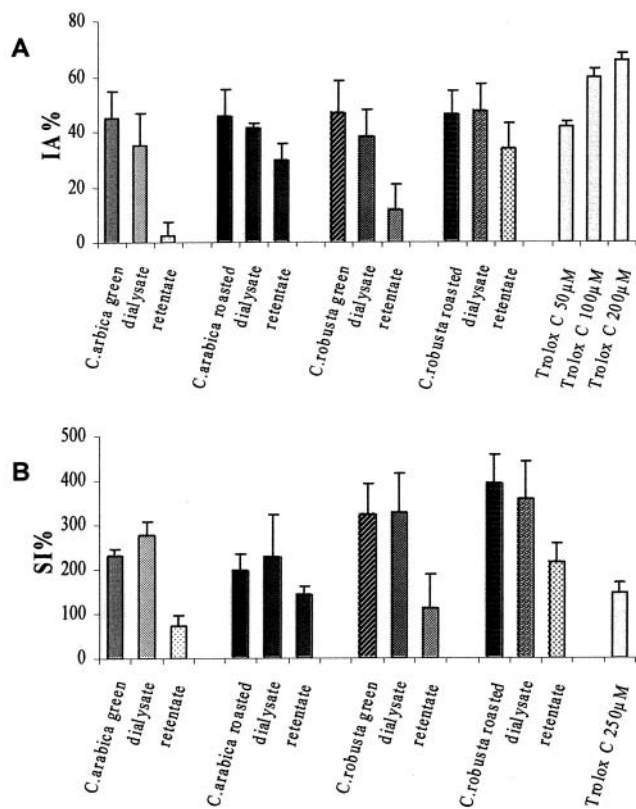 A
IA%
80
60
40
20
0
C.arbica green
dialysate
retentate
C.arabica roasted
dialysate
retentate
C.robusta green
dialysate
retentate
C.robusta roasted
dialysate
retentate
Trolox C 50µM
Trolox C 100µM
Trolox C 200µM
B
SI%
500
400
300
200
100
0
C.arabica green
dialysate
retentate
C.arabica roasted
dialysate
retentate
C.robusta green
dialysate
retentate
C.robusta roasted
dialysate
retentate
Trolox C 250µM